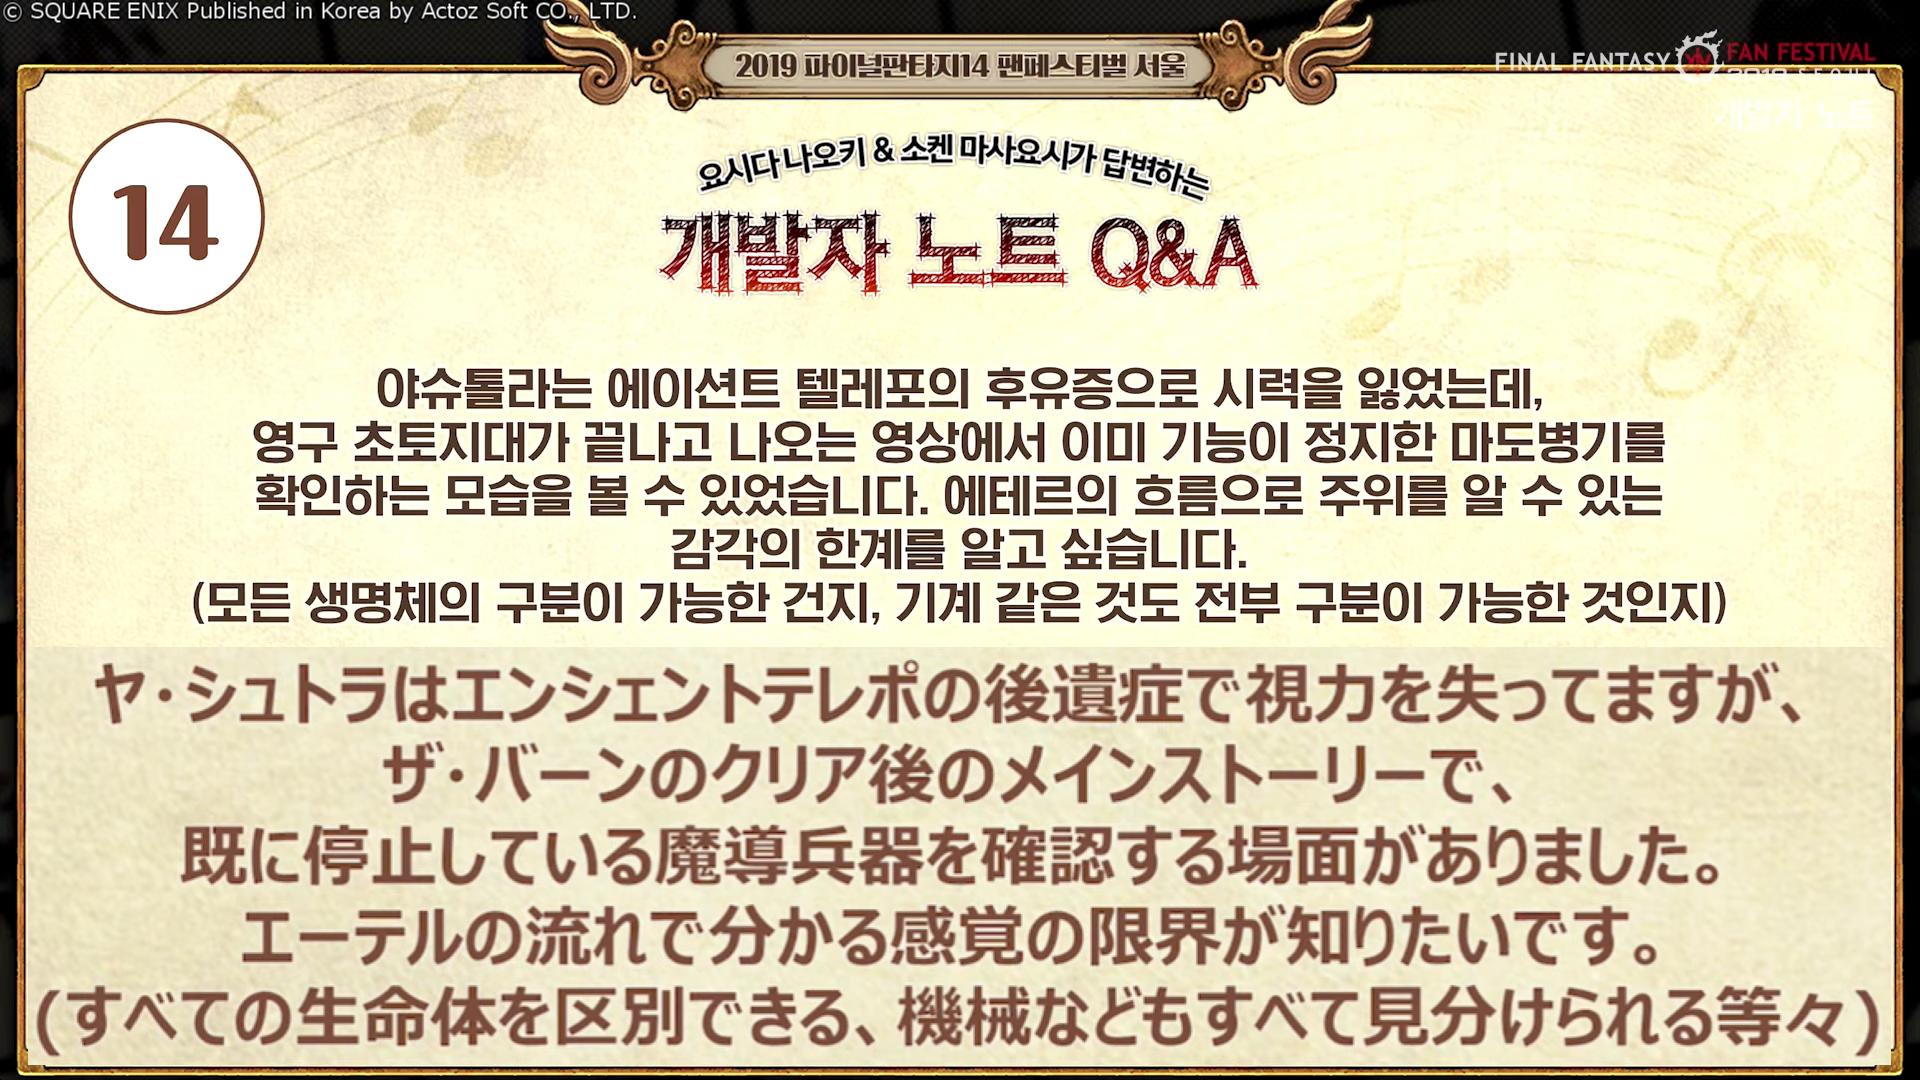 © SQUARE ENIX Published in Korea by Actoz Soft CO., LTD.
2019 파이널판타지14 팬페스티벌 서울
FINAL FANTASY XIV FAN FESTIVAL
2019 SEOUL
개발자 노트
14
요시다 나오키 & 소켄 마사요시가 답변하는
개발자 노트 Q&A
야슈톨라는 에이션트 텔레포의 후유증으로 시력을 잃었는데,
영구 초토지대가 끝나고 나오는 영상에서 이미 기능이 정지한 마도병기를
확인하는 모습을 볼 수 있었습니다. 에테르의 흐름으로 주위를 알 수 있는
감각의 한계를 알고 싶습니다.
(모든 생명체의 구분이 가능한 건지, 기계 같은 것도 전부 구분이 가능한 것인지)
ヤ・シュトラはエンシェントテレポの後遺症で視力を失ってますが、
ザ・バーンのクリア後のメインストーリーで、
既に停止している魔導兵器を確認する場面がありました。
エーテルの流れで分かる感覚の限界が知りたいです。
(すべての生命体を区別できる、機械などもすべて見分けられる等々)